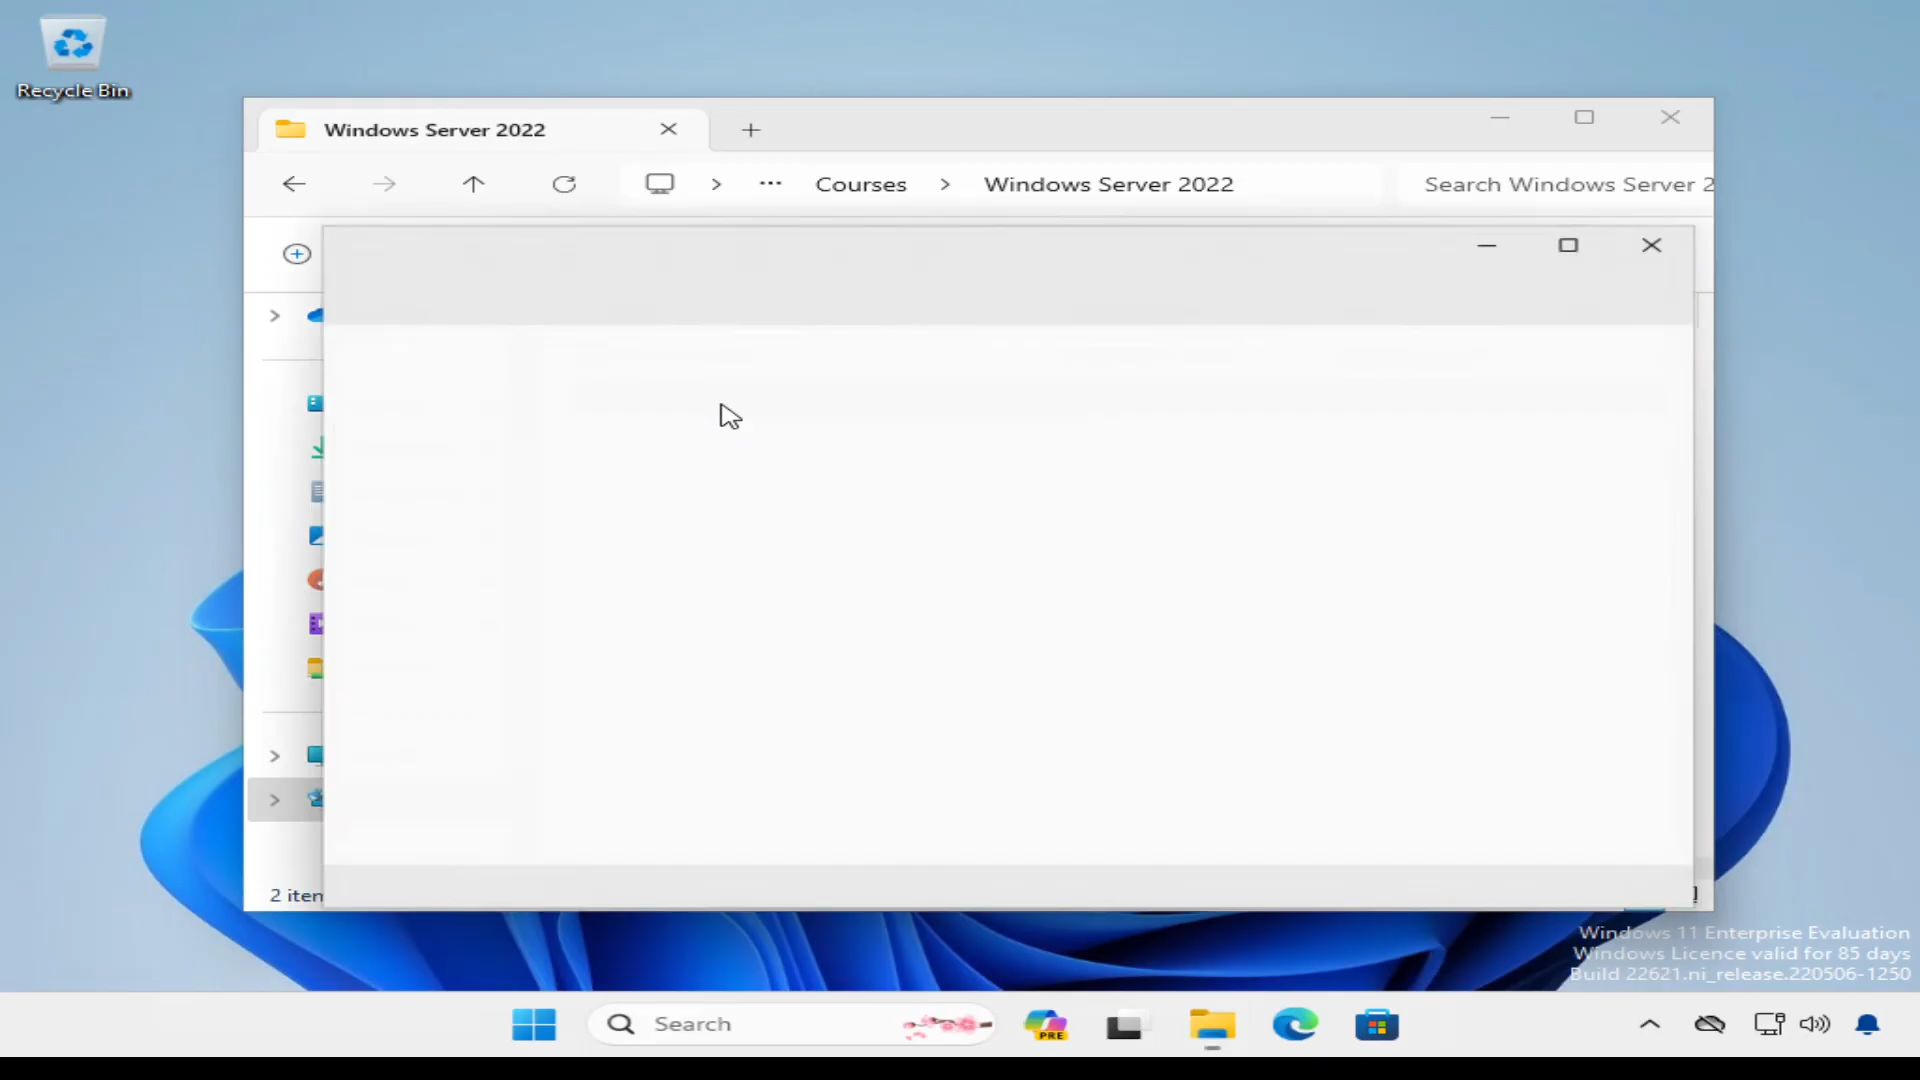 Recycle Bin
Windows Server 2022
Courses
Windows Server 2022
Search Windows Server 2
2 item
Windows 11 Enterprise Evaluation
Windows Licence valid for 85 days
Build 22621.ni_release.220506-1250
Search
PRE